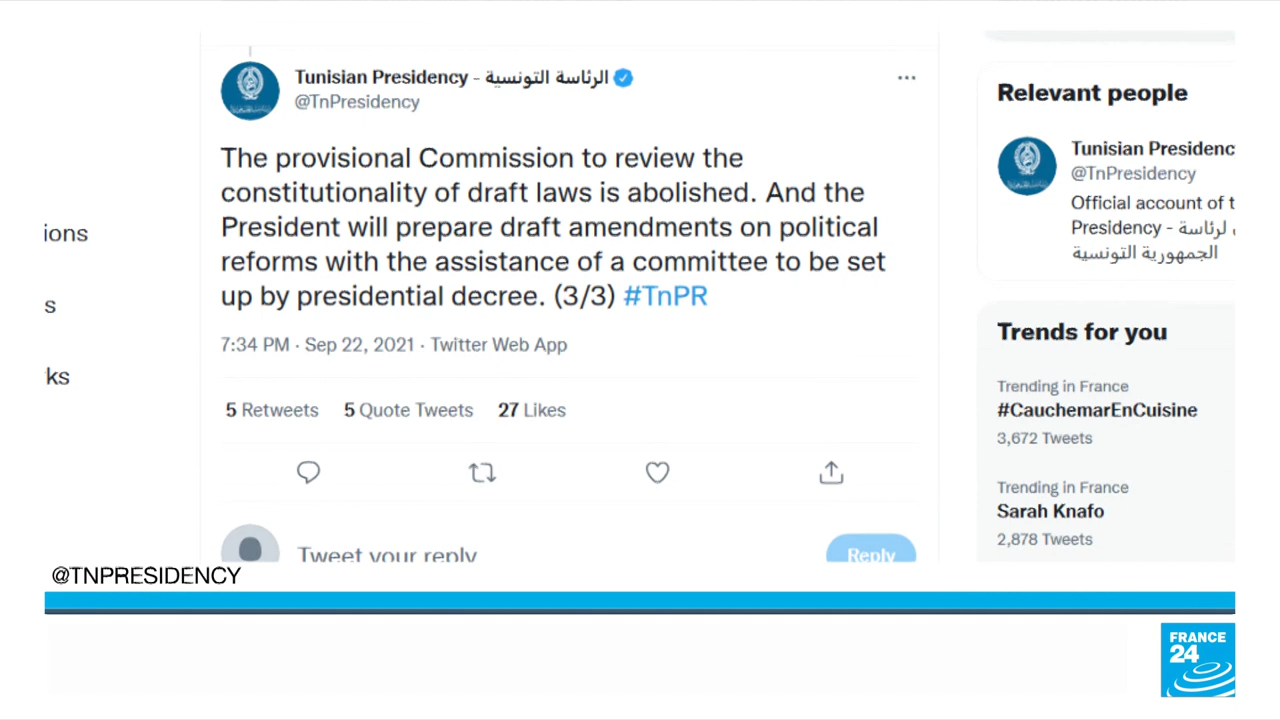 Tunisian Presidency - الرئاسة التونسية
@TnPresidency
The provisional Commission to review the
constitutionality of draft laws is abolished. And the
President will prepare draft amendments on political
reforms with the assistance of a committee to be set
up by presidential decree. (3/3) #TnPR
7:34 PM · Sep 22, 2021 · Twitter Web App
5 Retweets 5 Quote Tweets 27 Likes
Tweet your reply
Reply
ions
s
ks
Relevant people
Tunisian Presidenc
@TnPresidency
Official account of t
Presidency - لرئاسة
الجمهورية التونسية
Trends for you
Trending in France
#CauchemarEnCuisine
3,672 Tweets
Trending in France
Sarah Knafo
2,878 Tweets
@TNPRESIDENCY
FRANCE
24